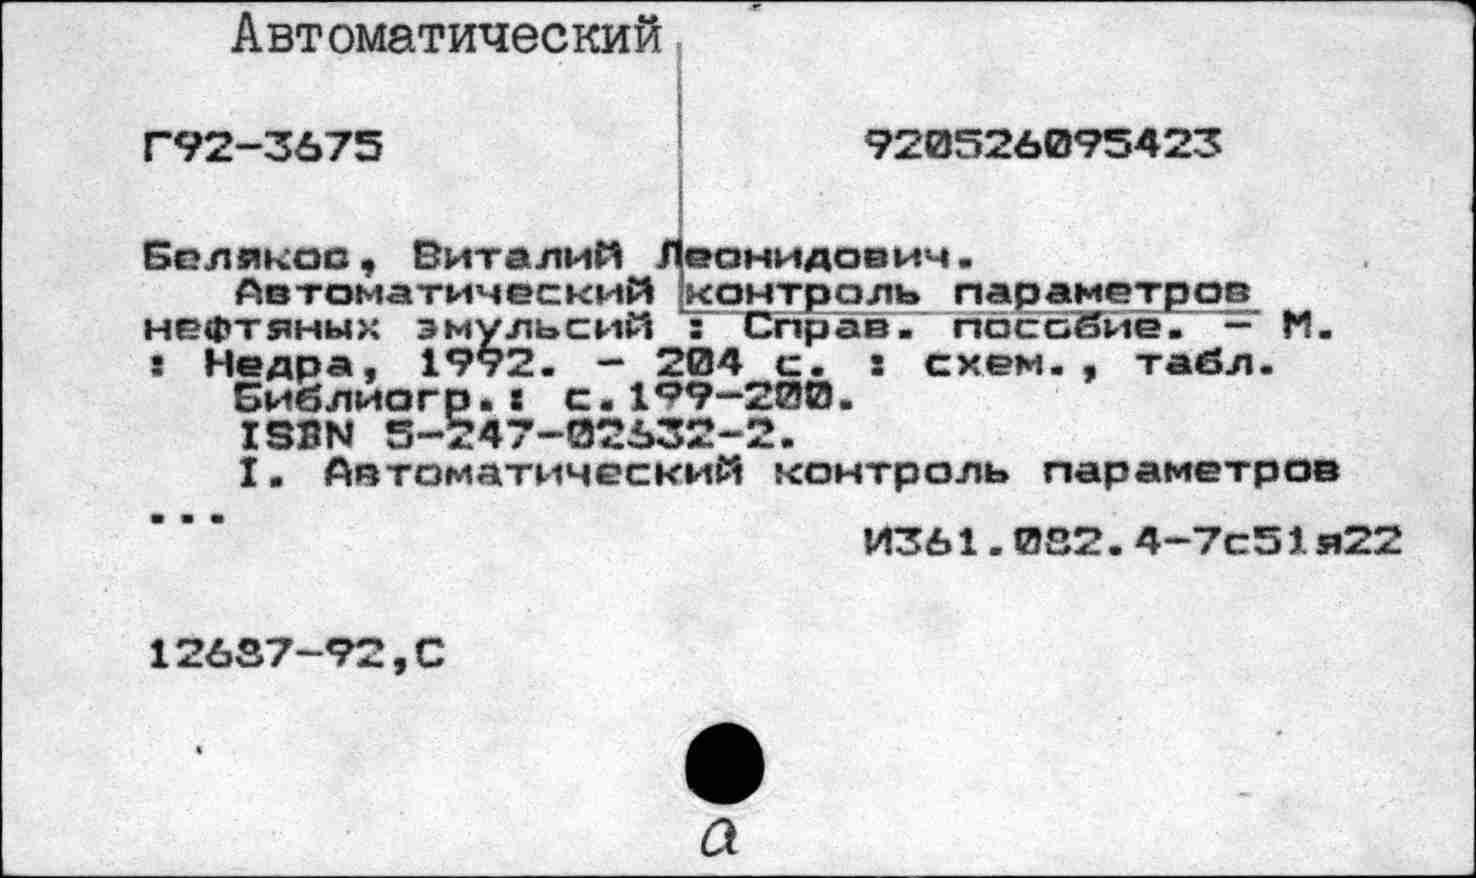 Автоматический
Г92-3675 920526095423
Беляков, Виталий Леонидович.
Автоматический контроль параметров
нефтяных эмульсий : Справ. пособие. - М.
: Недра, 1992. - 204 с. : схем., табл.
Библиогр.: с.199-200.
ISBN 5-247-02632-2.
I. Автоматический контроль параметров
...
И361.082.4-7с51я22
12687-92,С
а